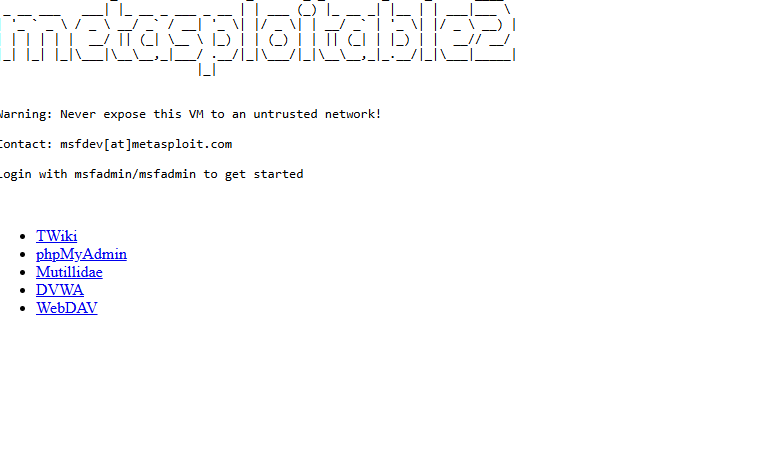 metasploitable2
Warning: Never expose this VM to an untrusted network!
Contact: msfdev[at]metasploit.com
Login with msfadmin/msfadmin to get started
TWiki
phpMyAdmin
Mutillidae
DVWA
WebDAV